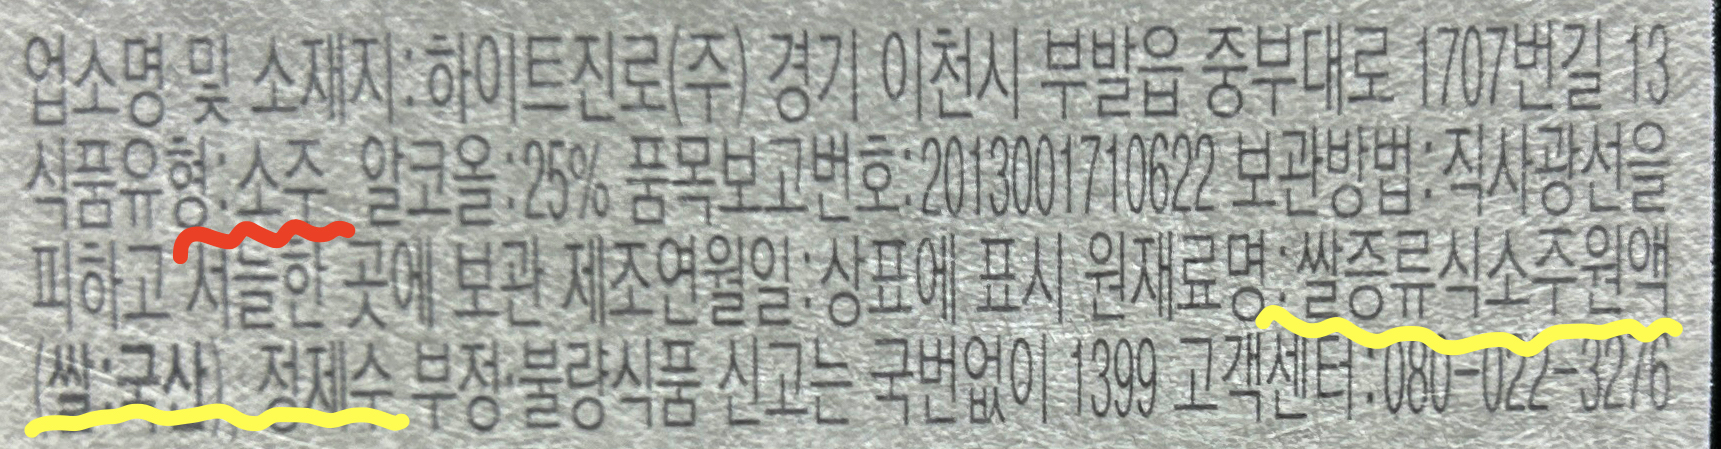 업소명 및 소재지:하이트진로(주) 경기 이천시 부발읍 중부대로 1707번길 13
식품유형:소주 알코올:25% 품목보고번호:2013001710622 보관방법:직사광선을
피하고 서늘한 곳에 보관 제조연월일:상표에 표시 원재료명:쌀증류식소주원액
(쌀:국산), 정제수 부정·불량식품 신고는 국번없이 1399 고객센터:080-022-3276